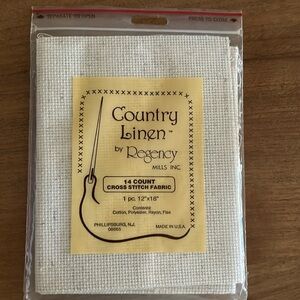 SEPARATE TO OPEN
PRESS TO CLOSE
Country
Linen™
by Regency
MILLS INC.
14 COUNT
CROSS STITCH FABRIC
1 pc. 12"x18"
Contents:
Cotton, Polyester, Rayon, Flax
PHILLIPSBURG, NJ.
08865
MADE IN U.S.A.